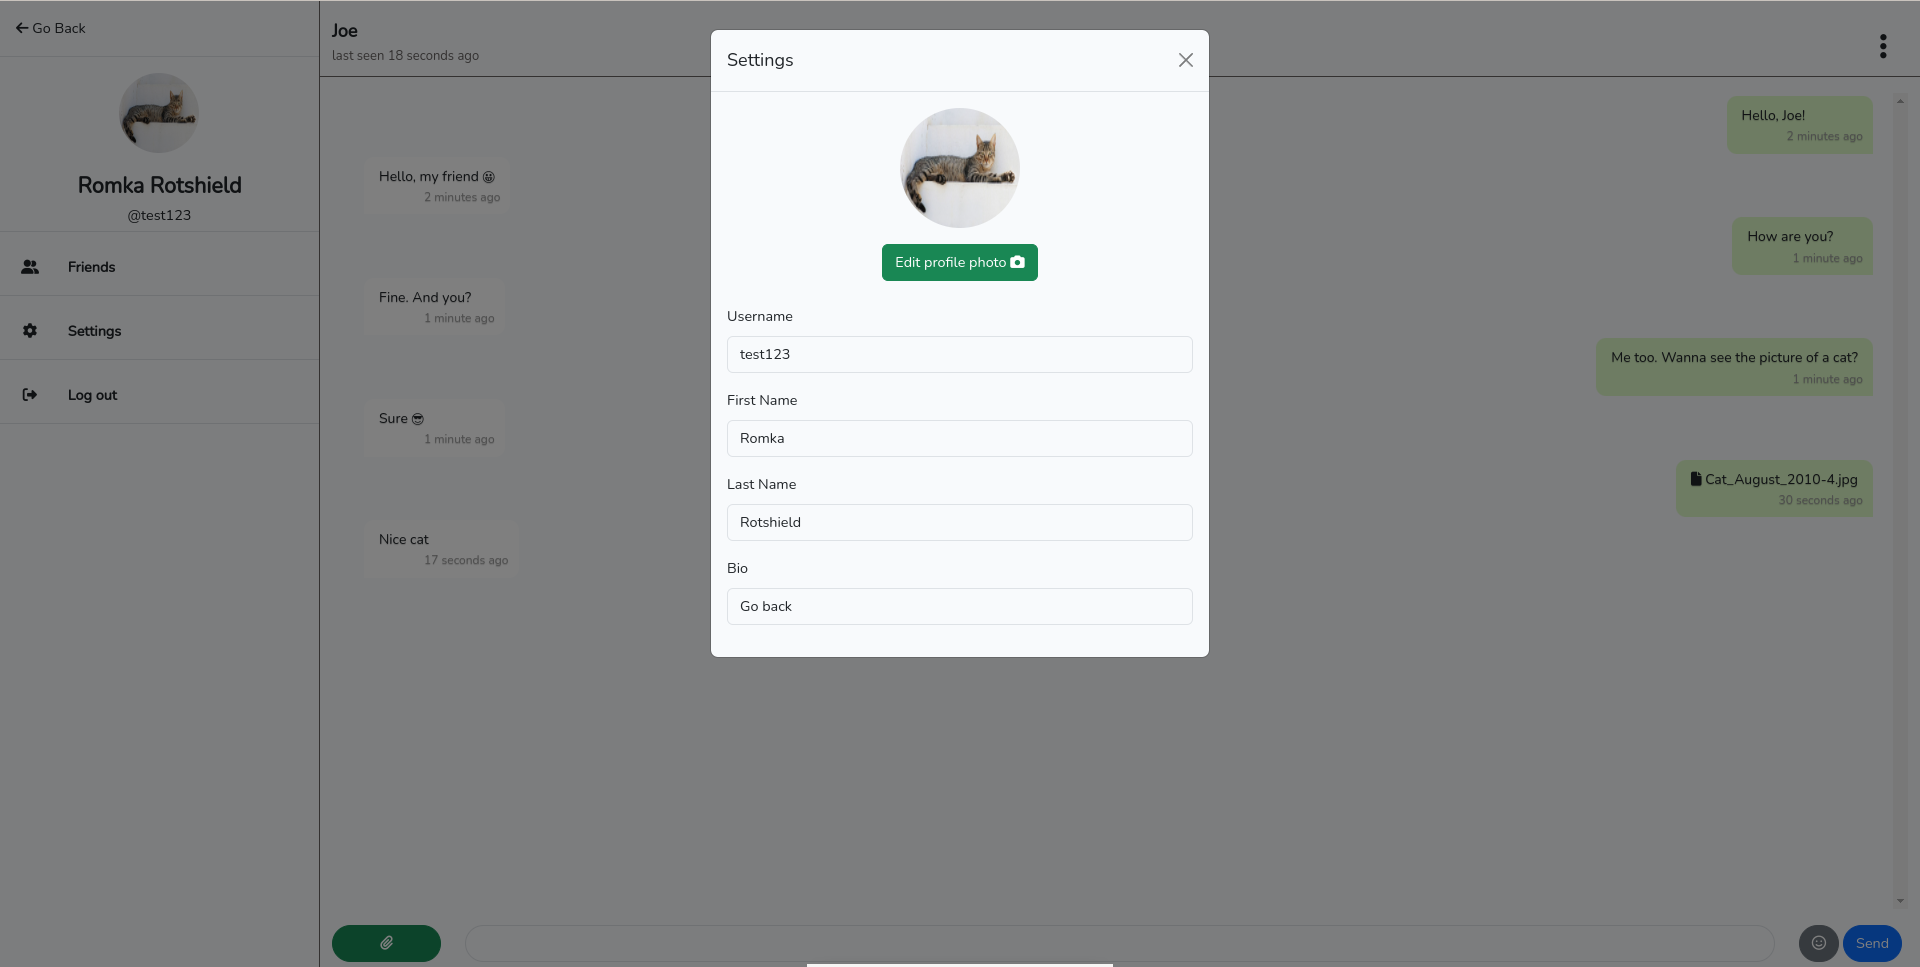 Go Back
Romka Rotshield
@test123
Friends
Settings
Log out
Joe
last seen 18 seconds ago
Hello, Joe!
2 minutes ago
Hello, my friend 😀
2 minutes ago
How are you?
1 minute ago
Fine. And you?
1 minute ago
Me too. Wanna see the picture of a cat?
1 minute ago
Sure 😎
1 minute ago
Cat_August_2010-4.jpg
30 seconds ago
Nice cat
17 seconds ago
Send
Settings
Edit profile photo
Username
test123
First Name
Romka
Last Name
Rotshield
Bio
Go back